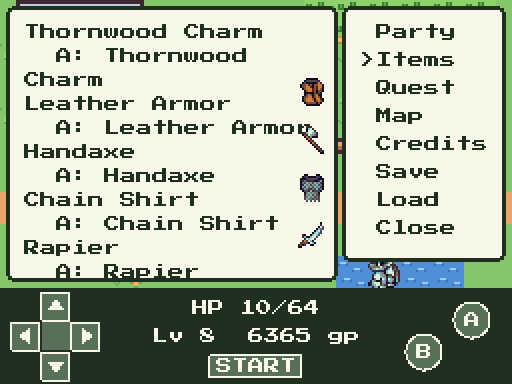 Thornwood Charm
A: Thornwood
Charm
Leather Armor
A: Leather Armor
Handaxe
A: Handaxe
Chain Shirt
A: Chain Shirt
Rapier
A: Rapier
Party
>Items
Quest
Map
Credits
Save
Load
Close
HP 10/64
Lv 8 6365 gp
START
A
B